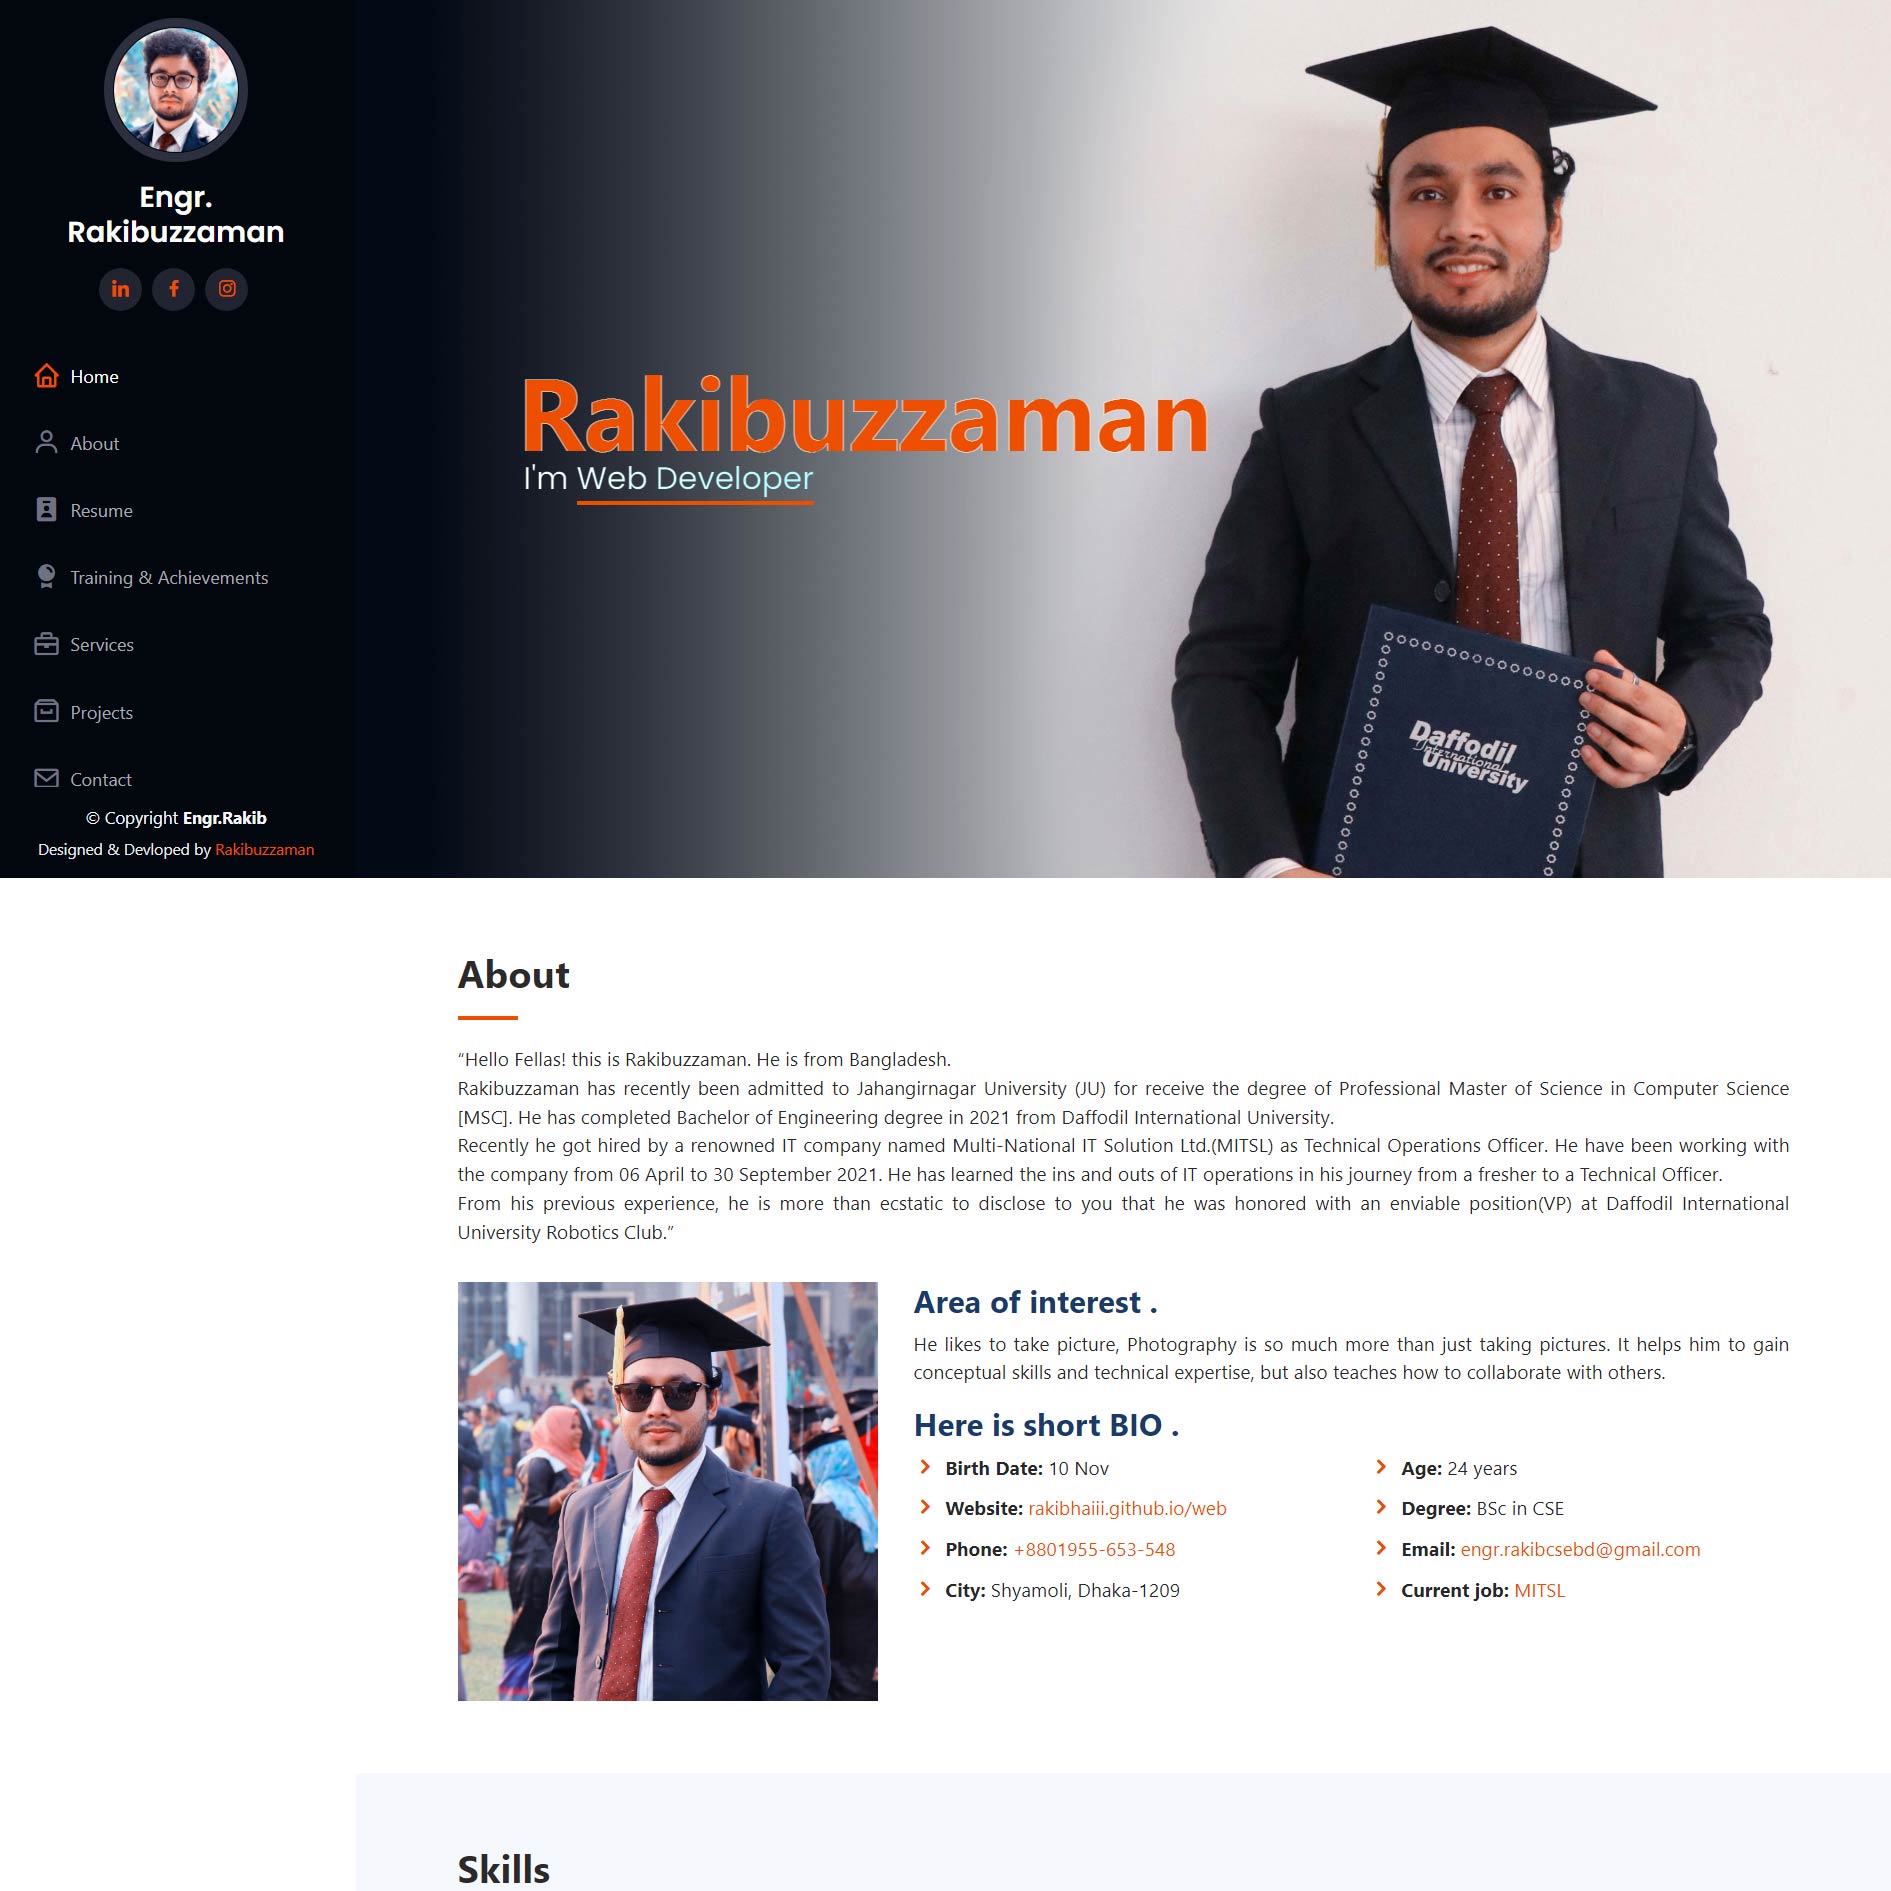 Engr.
Rakibuzzaman
Home
About
Resume
Training & Achievements
Services
Projects
Contact
© Copyright Engr.Rakib
Designed & Devloped by Rakibuzzaman
Rakibuzzaman
I'm Web Developer
Daffodil
International
University
About
“Hello Fellas! this is Rakibuzzaman. He is from Bangladesh.
Rakibuzzaman has recently been admitted to Jahangirnagar University (JU) for receive the degree of Professional Master of Science in Computer Science
[MSC]. He has completed Bachelor of Engineering degree in 2021 from Daffodil International University.
Recently he got hired by a renowned IT company named Multi-National IT Solution Ltd.(MITSL) as Technical Operations Officer. He have been working with
the company from 06 April to 30 September 2021. He has learned the ins and outs of IT operations in his journey from a fresher to a Technical Officer.
From his previous experience, he is more than ecstatic to disclose to you that he was honored with an enviable position(VP) at Daffodil International
University Robotics Club.”
Area of interest .
He likes to take picture, Photography is so much more than just taking pictures. It helps him to gain
conceptual skills and technical expertise, but also teaches how to collaborate with others.
Here is short BIO .
Birth Date: 10 Nov
Website: rakibhaiii.github.io/web
Phone: +8801955-653-548
City: Shyamoli, Dhaka-1209
Age: 24 years
Degree: BSc in CSE
Email: engr.rakibcsebd@gmail.com
Current job: MITSL
Skills